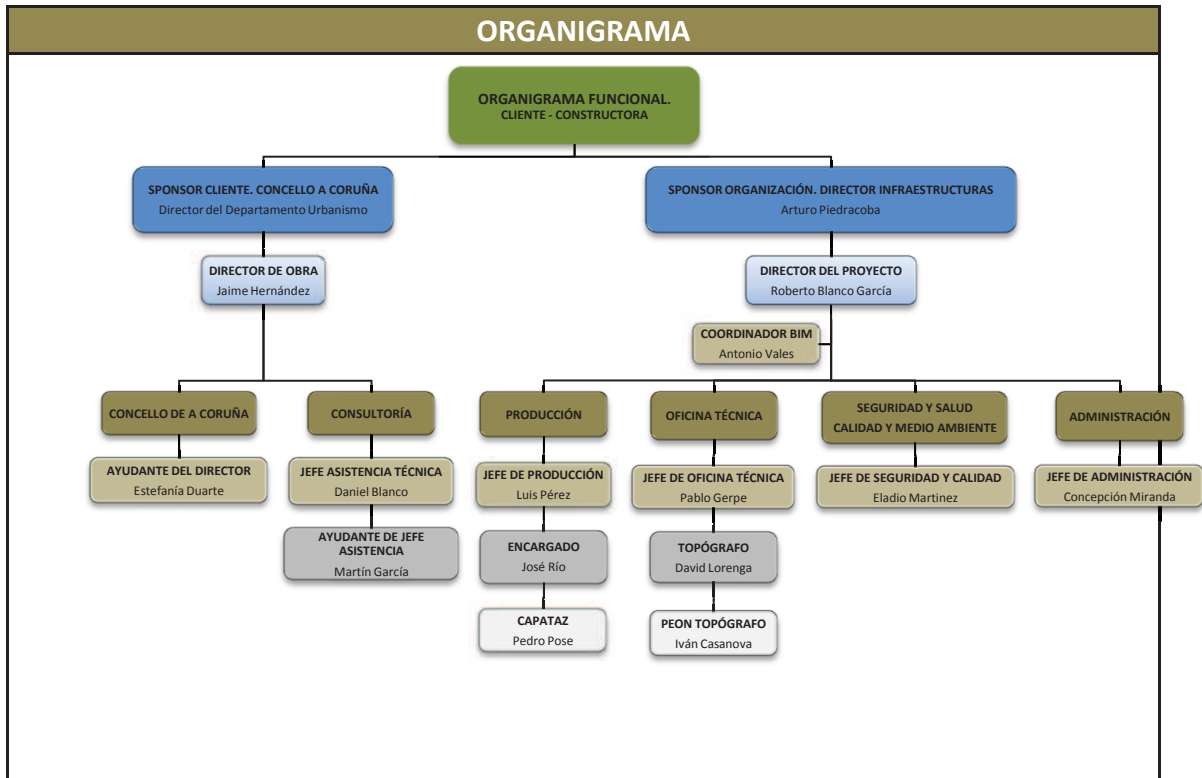 ORGANIGRAMA
ORGANIGRAMA FUNCIONAL.
CLIENTE - CONSTRUCTORA
SPONSOR CLIENTE. CONCELLO A CORUÑA
Director del Departamento Urbanismo
SPONSOR ORGANIZACIÓN. DIRECTOR INFRAESTRUCTURAS
Arturo Piedracoba
DIRECTOR DE OBRA
Jaime Hernández
DIRECTOR DEL PROYECTO
Roberto Blanco García
COORDINADOR BIM
Antonio Vales
CONCELLO DE A CORUÑA
CONSULTORÍA
PRODUCCIÓN
OFICINA TÉCNICA
SEGURIDAD Y SALUD
CALIDAD Y MEDIO AMBIENTE
ADMINISTRACIÓN
AYUDANTE DEL DIRECTOR
Estefanía Duarte
JEFE ASISTENCIA TÉCNICA
Daniel Blanco
JEFE DE PRODUCCIÓN
Luis Pérez
JEFE DE OFICINA TÉCNICA
Pablo Gerpe
JEFE DE SEGURIDAD Y CALIDAD
Eladio Martinez
JEFE DE ADMINISTRACIÓN
Concepción Miranda
AYUDANTE DE JEFE
ASISTENCIA
Martín García
ENCARGADO
José Río
TOPÓGRAFO
David Lorenga
CAPATAZ
Pedro Pose
PEON TOPÓGRAFO
Iván Casanova